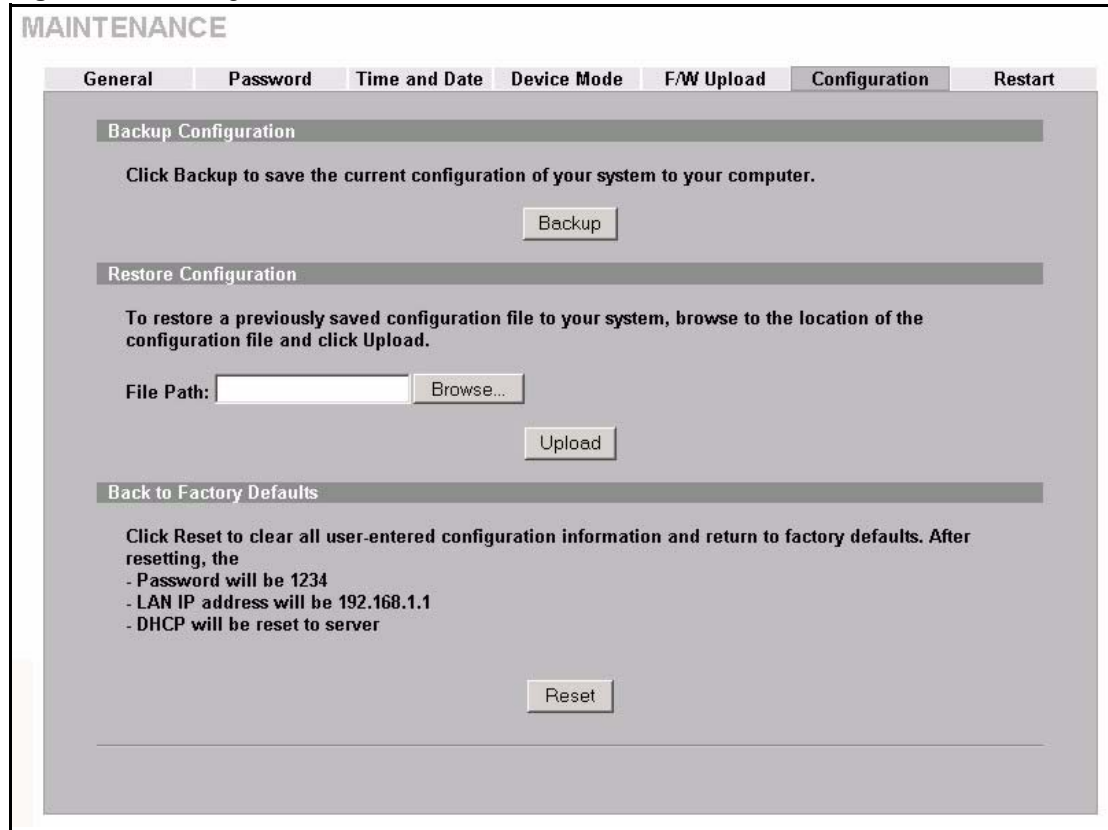 MAINTENANCE
General Password Time and Date Device Mode F/W Upload Configuration Restart
Backup Configuration
Click Backup to save the current configuration of your system to your computer.
Backup
Restore Configuration
To restore a previously saved configuration file to your system, browse to the location of the
configuration file and click Upload.
File Path: Browse...
Upload
Back to Factory Defaults
Click Reset to clear all user-entered configuration information and return to factory defaults. After
resetting, the
- Password will be 1234
- LAN IP address will be 192.168.1.1
- DHCP will be reset to server
Reset